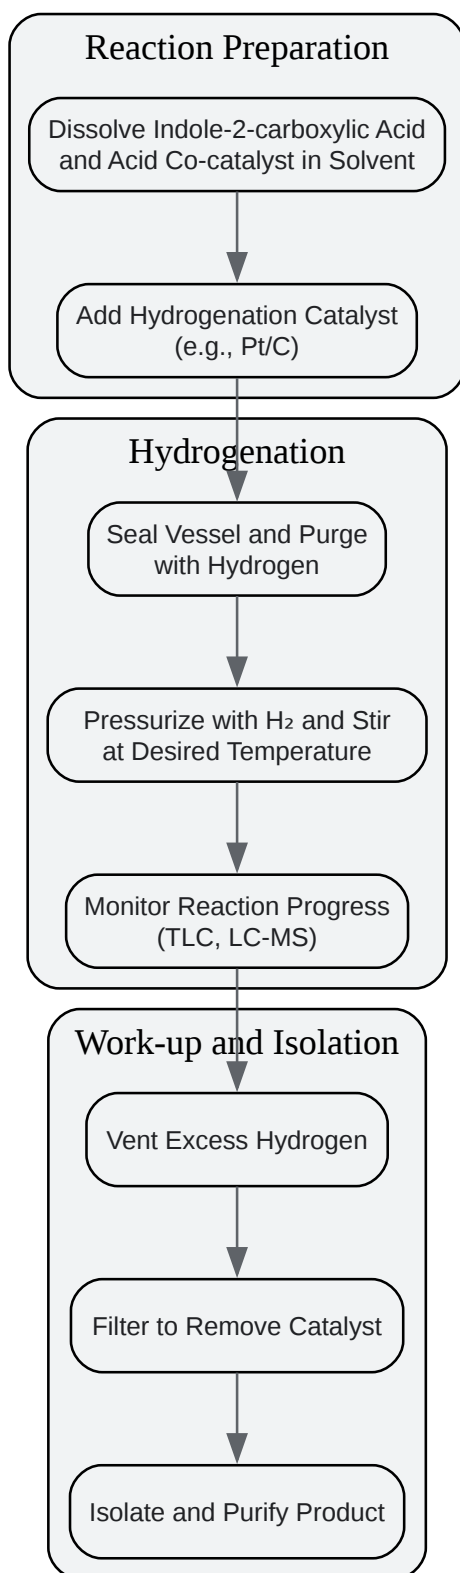 Reaction Preparation
Dissolve Indole-2-carboxylic Acid
and Acid Co-catalyst in Solvent
Add Hydrogenation Catalyst
(e.g., Pt/C)
Hydrogenation
Seal Vessel and Purge
with Hydrogen
Pressurize with H₂ and Stir
at Desired Temperature
Monitor Reaction Progress
(TLC, LC-MS)
Work-up and Isolation
Vent Excess Hydrogen
Filter to Remove Catalyst
Isolate and Purify Product